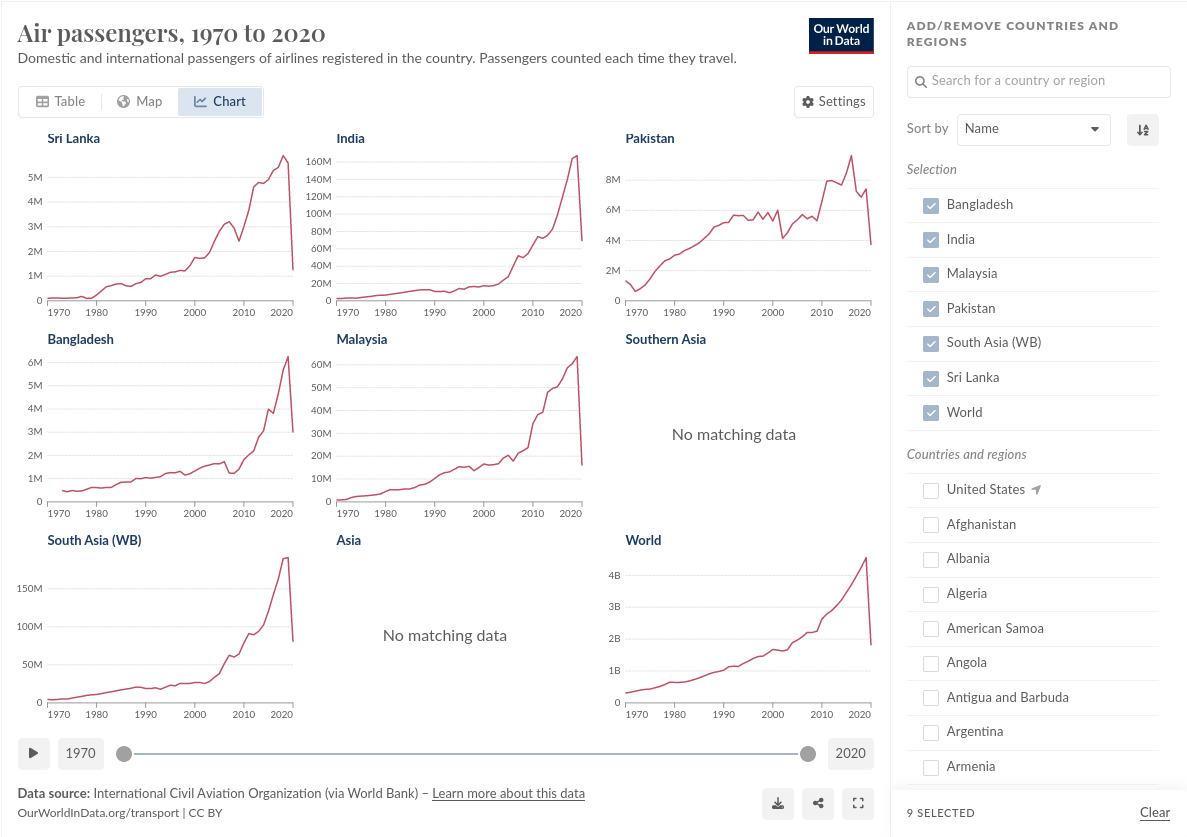 Air passengers, 1970 to 2020
Domestic and international passengers of airlines registered in the country. Passengers counted each time they travel.
Our World
in Data
Table
Map
Chart
Settings
Sri Lanka
5M
4M
3M
2M
1M
0
1970 1980 1990 2000 2010 2020
India
160M
140M
120M
100M
80M
60M
40M
20M
0
1970 1980 1990 2000 2010 2020
Pakistan
8M
6M
4M
2M
0
1970 1980 1990 2000 2010 2020
Bangladesh
6M
5M
4M
3M
2M
1M
0
1970 1980 1990 2000 2010 2020
Malaysia
60M
50M
40M
30M
20M
10M
0
1970 1980 1990 2000 2010 2020
Southern Asia
No matching data
South Asia (WB)
150M
100M
50M
0
1970 1980 1990 2000 2010 2020
Asia
No matching data
World
4B
3B
2B
1B
0
1970 1980 1990 2000 2010 2020
1970
2020
Data source: International Civil Aviation Organization (via World Bank) – Learn more about this data
OurWorldInData.org/transport | CC BY
ADD/REMOVE COUNTRIES AND
REGIONS
Search for a country or region
Sort by
Name
Selection
Bangladesh
India
Malaysia
Pakistan
South Asia (WB)
Sri Lanka
World
Countries and regions
United States
Afghanistan
Albania
Algeria
American Samoa
Angola
Antigua and Barbuda
Argentina
Armenia
9 SELECTED
Clear